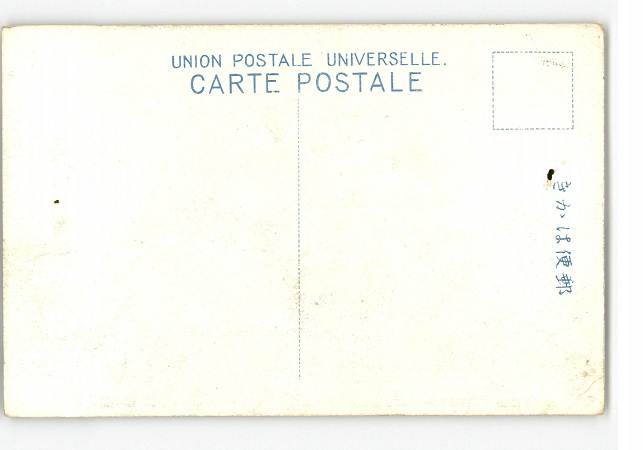 UNION POSTALE UNIVERSELLE.
CARTE POSTALE
郵便はかき